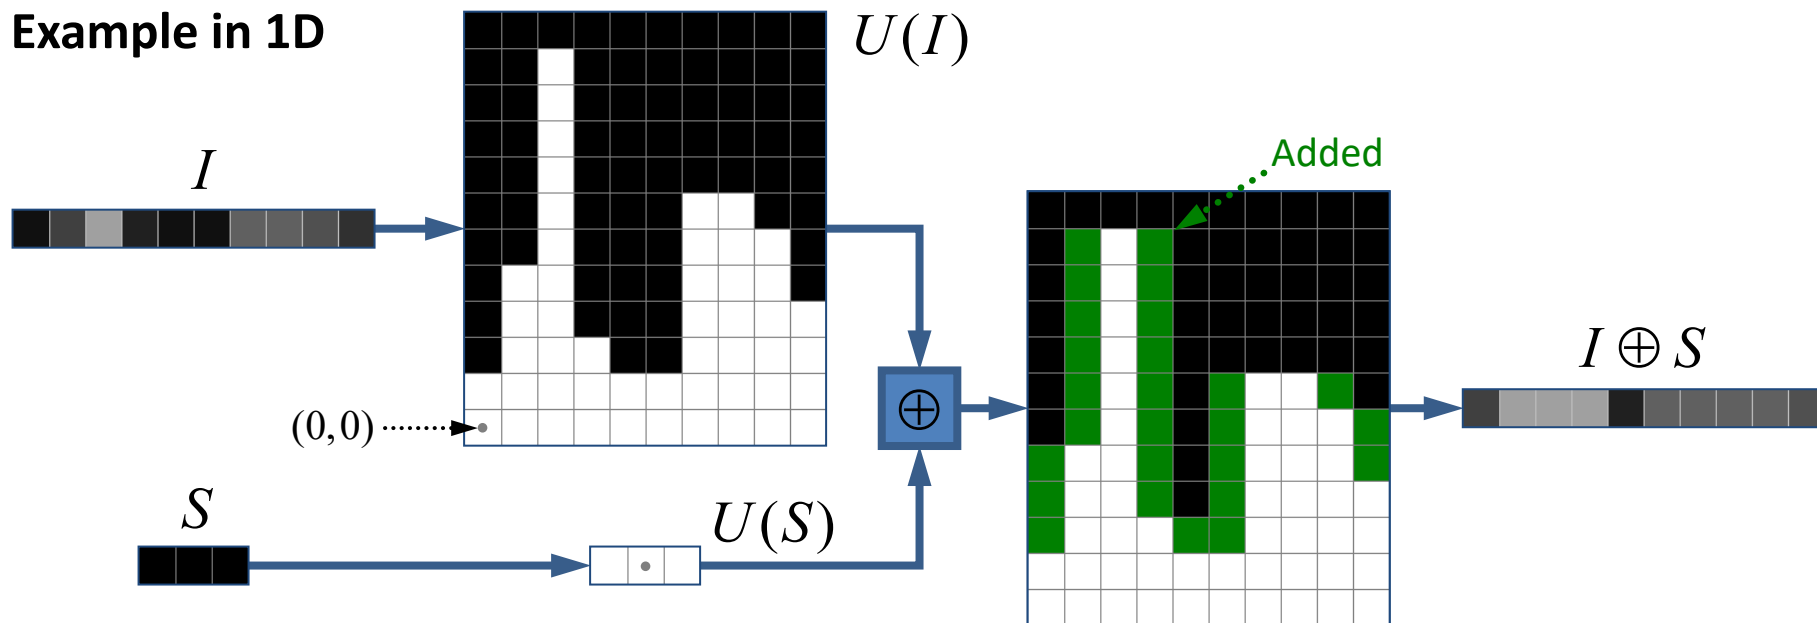 Example in 1D
U(I)
I
Added
I ⊕ S
⊕
(0,0)
S
U(S)